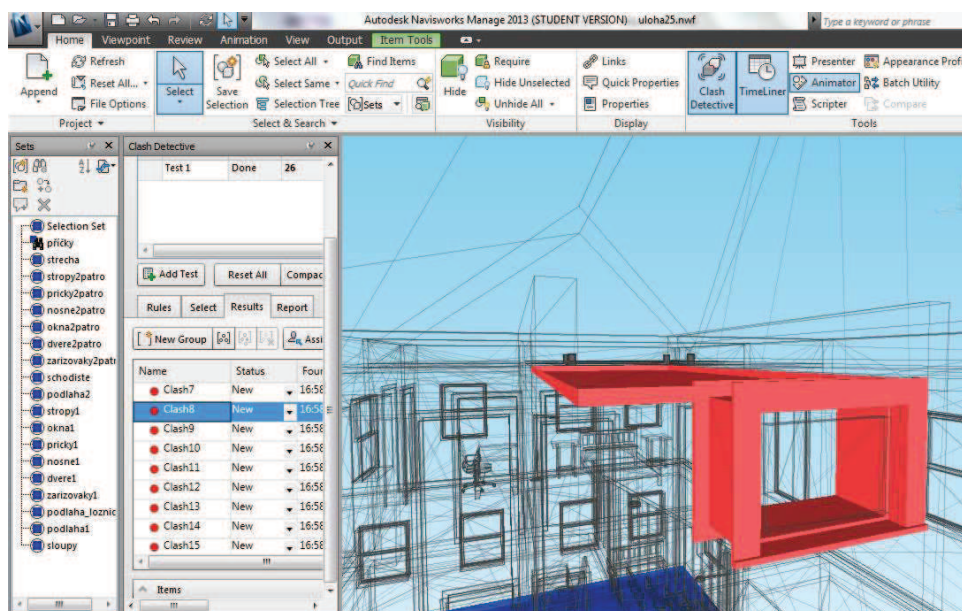 Autodesk Navisworks Manage 2013 (STUDENT VERSION) uloha25.nwf
Type a keyword or phrase
Home Viewpoint Review Animation View Output Item Tools
Append
Refresh
Reset All...
File Options
Project
Select
Save Selection
Select All
Select Same
Selection Tree
Find Items
Quick Find
Sets
Select & Search
Hide
Require
Hide Unselected
Unhide All
Visibility
Links
Quick Properties
Properties
Display
Clash Detective
TimeLiner
Presenter
Animator
Scripter
Appearance Profi
Batch Utility
Compare
Tools
Sets
Selection Set
příčky
strecha
stropy2patro
pricky2patro
nosne2patro
okna2patro
dvere2patro
zarizovaky2patr
schodiste
podlaha2
stropy1
okna1
pricky1
nosne1
dvere1
zarizovaky1
podlaha_loznic
podlaha1
sloupy
Clash Detective
Test 1 Done 26
Add Test Reset All Compac
Rules Select Results Report
New Group Assi
Name Status Four
Clash7 New 16:58
Clash8 New 16:58
Clash9 New 16:58
Clash10 New 16:58
Clash11 New 16:58
Clash12 New 16:58
Clash13 New 16:58
Clash14 New 16:58
Clash15 New 16:58
Items